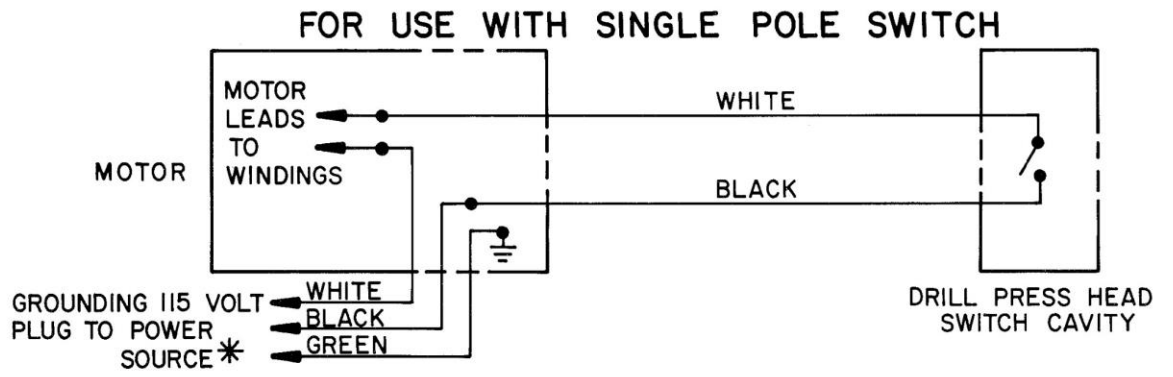 FOR USE WITH SINGLE POLE SWITCH
MOTOR
LEADS
TO
WINDINGS
MOTOR
WHITE
BLACK
WHITE
BLACK
GREEN
GROUNDING 115 VOLT
PLUG TO POWER
SOURCE*
DRILL PRESS HEAD
SWITCH CAVITY